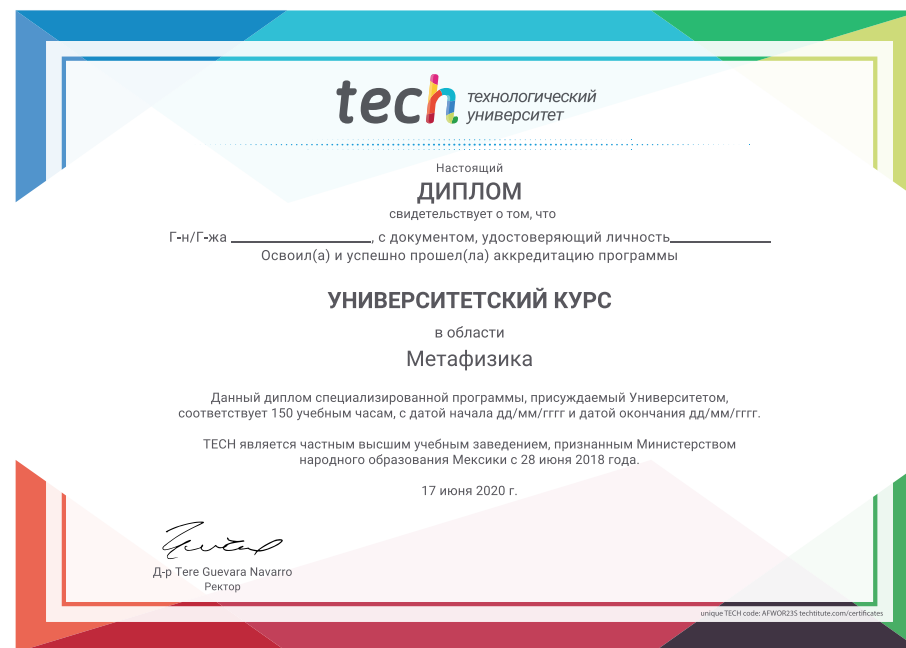 tech технологический
университет
Настоящий
ДИПЛОМ
свидетельствует о том, что
Г-н/Г-жа ____________________, с документом, удостоверяющий личность______________
Освоил(а) и успешно прошел(ла) аккредитацию программы
УНИВЕРСИТЕТСКИЙ КУРС
в области
Метафизика
Данный диплом специализированной программы, присуждаемый Университетом,
соответствует 150 учебным часам, с датой начала дд/мм/гггг и датой окончания дд/мм/гггг.
TECH является частным высшим учебным заведением, признанным Министерством
народного образования Мексики с 28 июня 2018 года.
17 июня 2020 г.
Д-р Tere Guevara Navarro
Ректор
unique TECH code: AFWOR235 techtitute.com/certificates